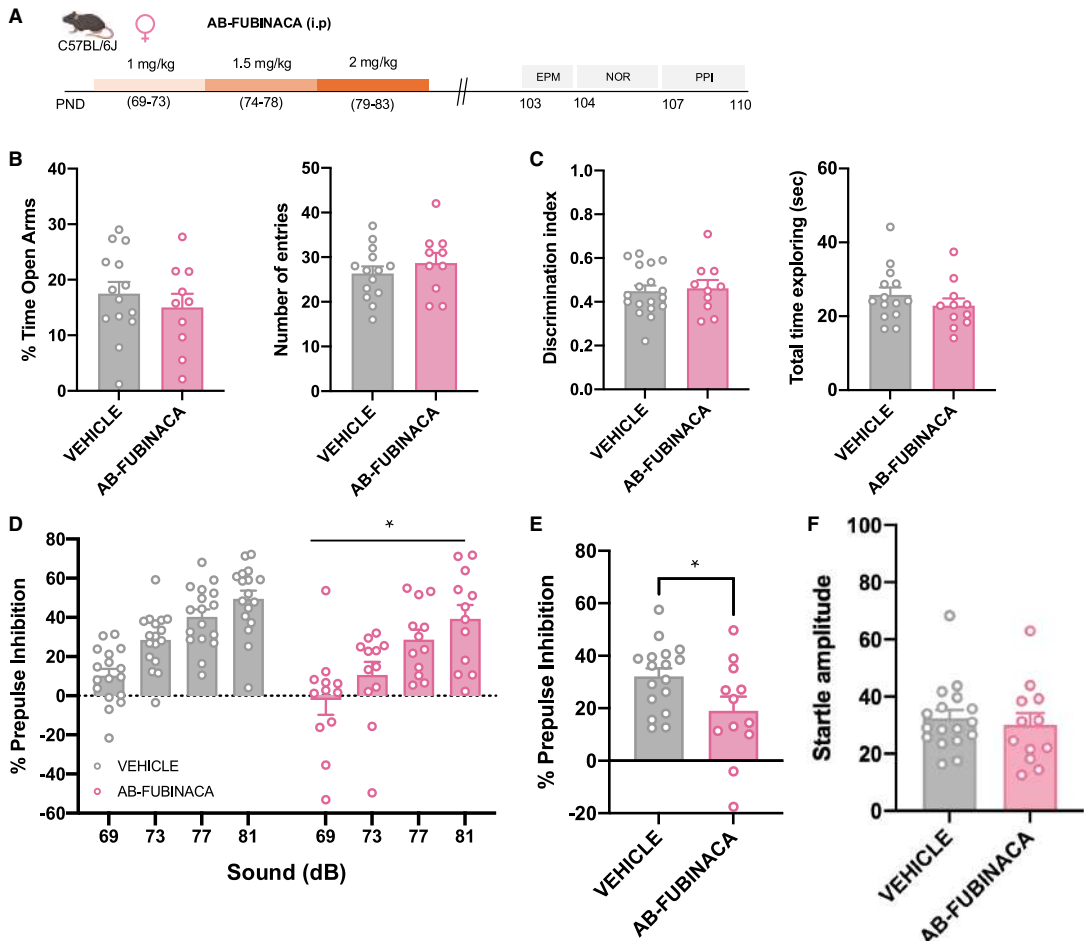 A
AB-FUBINACA (i.p)
C57BL/6J
1 mg/kg 1.5 mg/kg 2 mg/kg
EPM NOR PPI
PND (69-73) (74-78) (79-83) 103 104 107 110
B
% Time Open Arms
40
30
20
10
0
VEHICLE
AB-FUBINACA
Number of entries
50
40
30
20
10
0
VEHICLE
AB-FUBINACA
C
Discrimination index
1.0
0.8
0.6
0.4
0.2
0.0
VEHICLE
AB-FUBINACA
Total time exploring (sec)
60
40
20
0
VEHICLE
AB-FUBINACA
D
% Prepulse Inhibition
80
60
40
20
0
-20
-40
-60
*
VEHICLE
AB-FUBINACA
69 73 77 81 69 73 77 81
Sound (dB)
E
% Prepulse Inhibition
80
60
40
20
0
-20
*
VEHICLE
AB-FUBINACA
F
Startle amplitude
100
80
60
40
20
0
VEHICLE
AB-FUBINACA